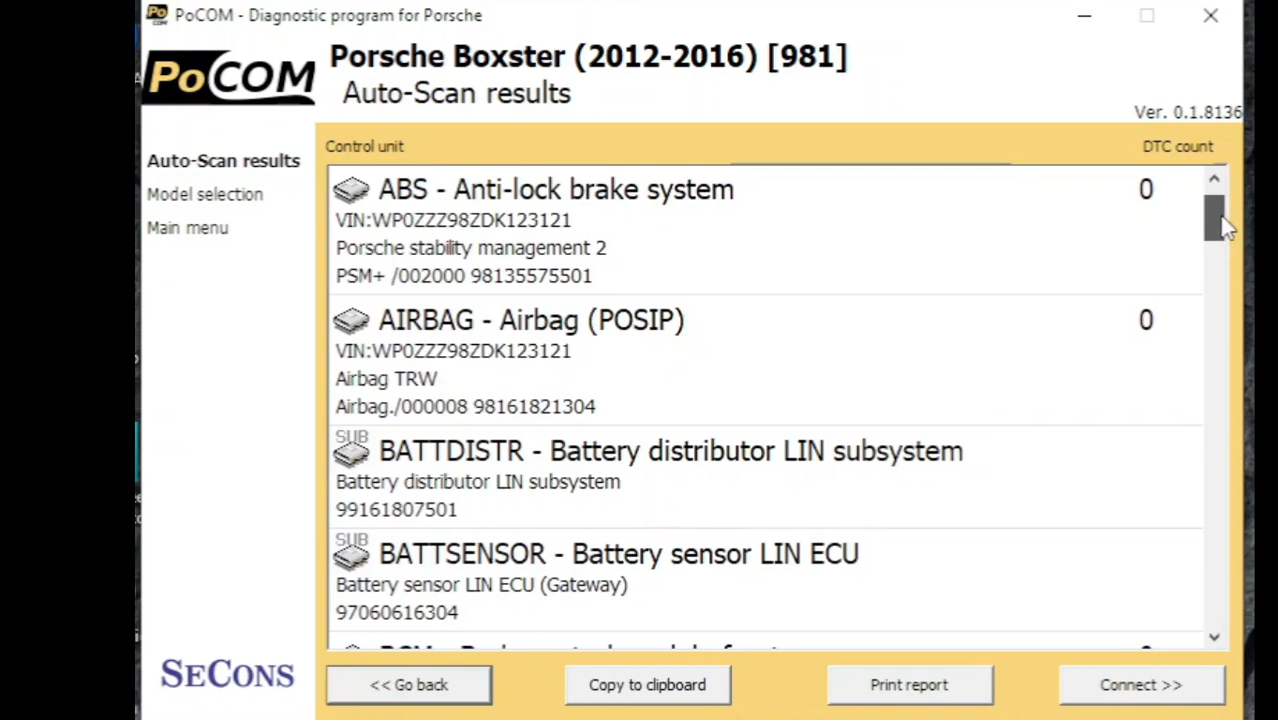 PoCOM - Diagnostic program for Porsche
PoCOM
Porsche Boxster (2012-2016) [981]
Auto-Scan results
Ver. 0.1.8136
Auto-Scan results
Model selection
Main menu
Control unit DTC count
ABS - Anti-lock brake system 0
VIN:WP0ZZZ98ZDK123121
Porsche stability management 2
PSM+ /002000 98135575501
AIRBAG - Airbag (POSIP) 0
VIN:WP0ZZZ98ZDK123121
Airbag TRW
Airbag./000008 98161821304
SUB
BATTDISTR - Battery distributor LIN subsystem
Battery distributor LIN subsystem
99161807501
SUB
BATTSENSOR - Battery sensor LIN ECU
Battery sensor LIN ECU (Gateway)
97060616304
SECONS
<< Go back Copy to clipboard Print report Connect >>